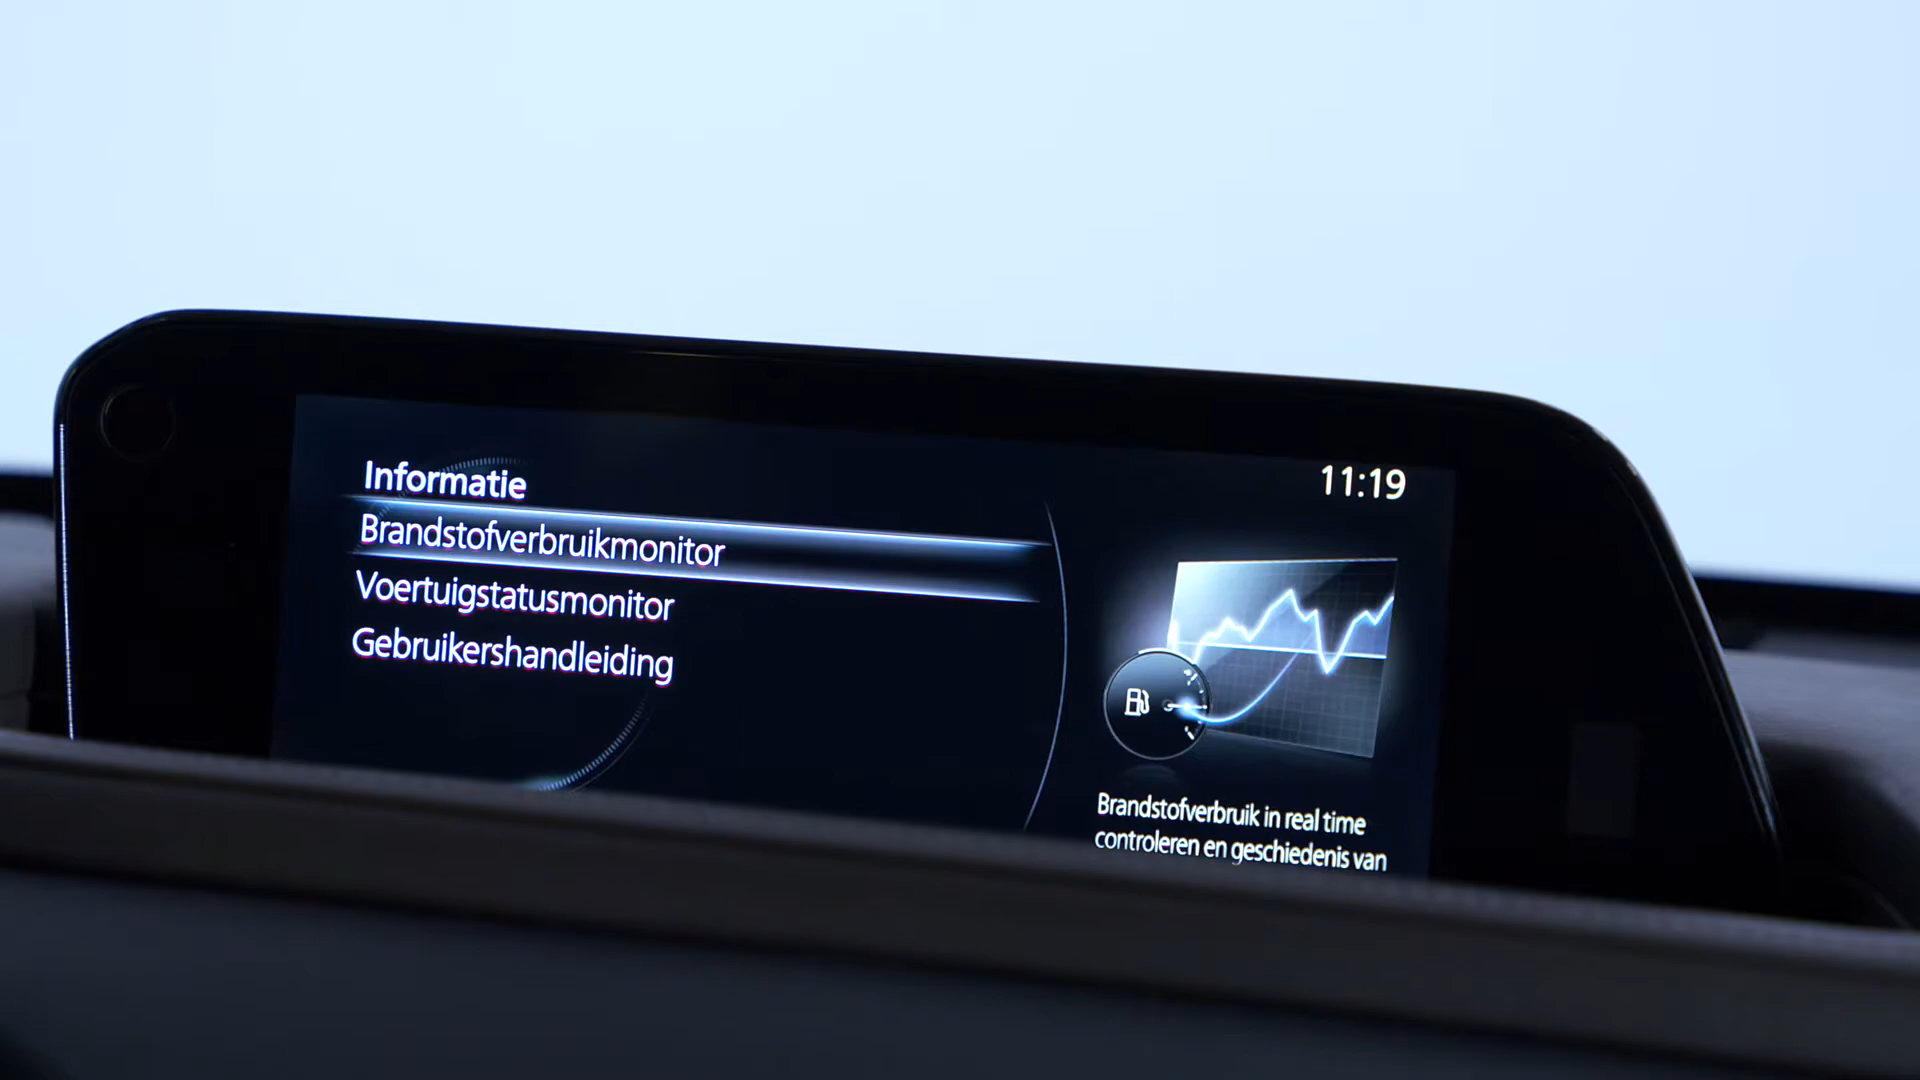 Informatie
11:19
Brandstofverbruikmonitor
Voertuigstatusmonitor
Gebruikershandleiding
Brandstofverbruik in real time
controleren en geschiedenis van